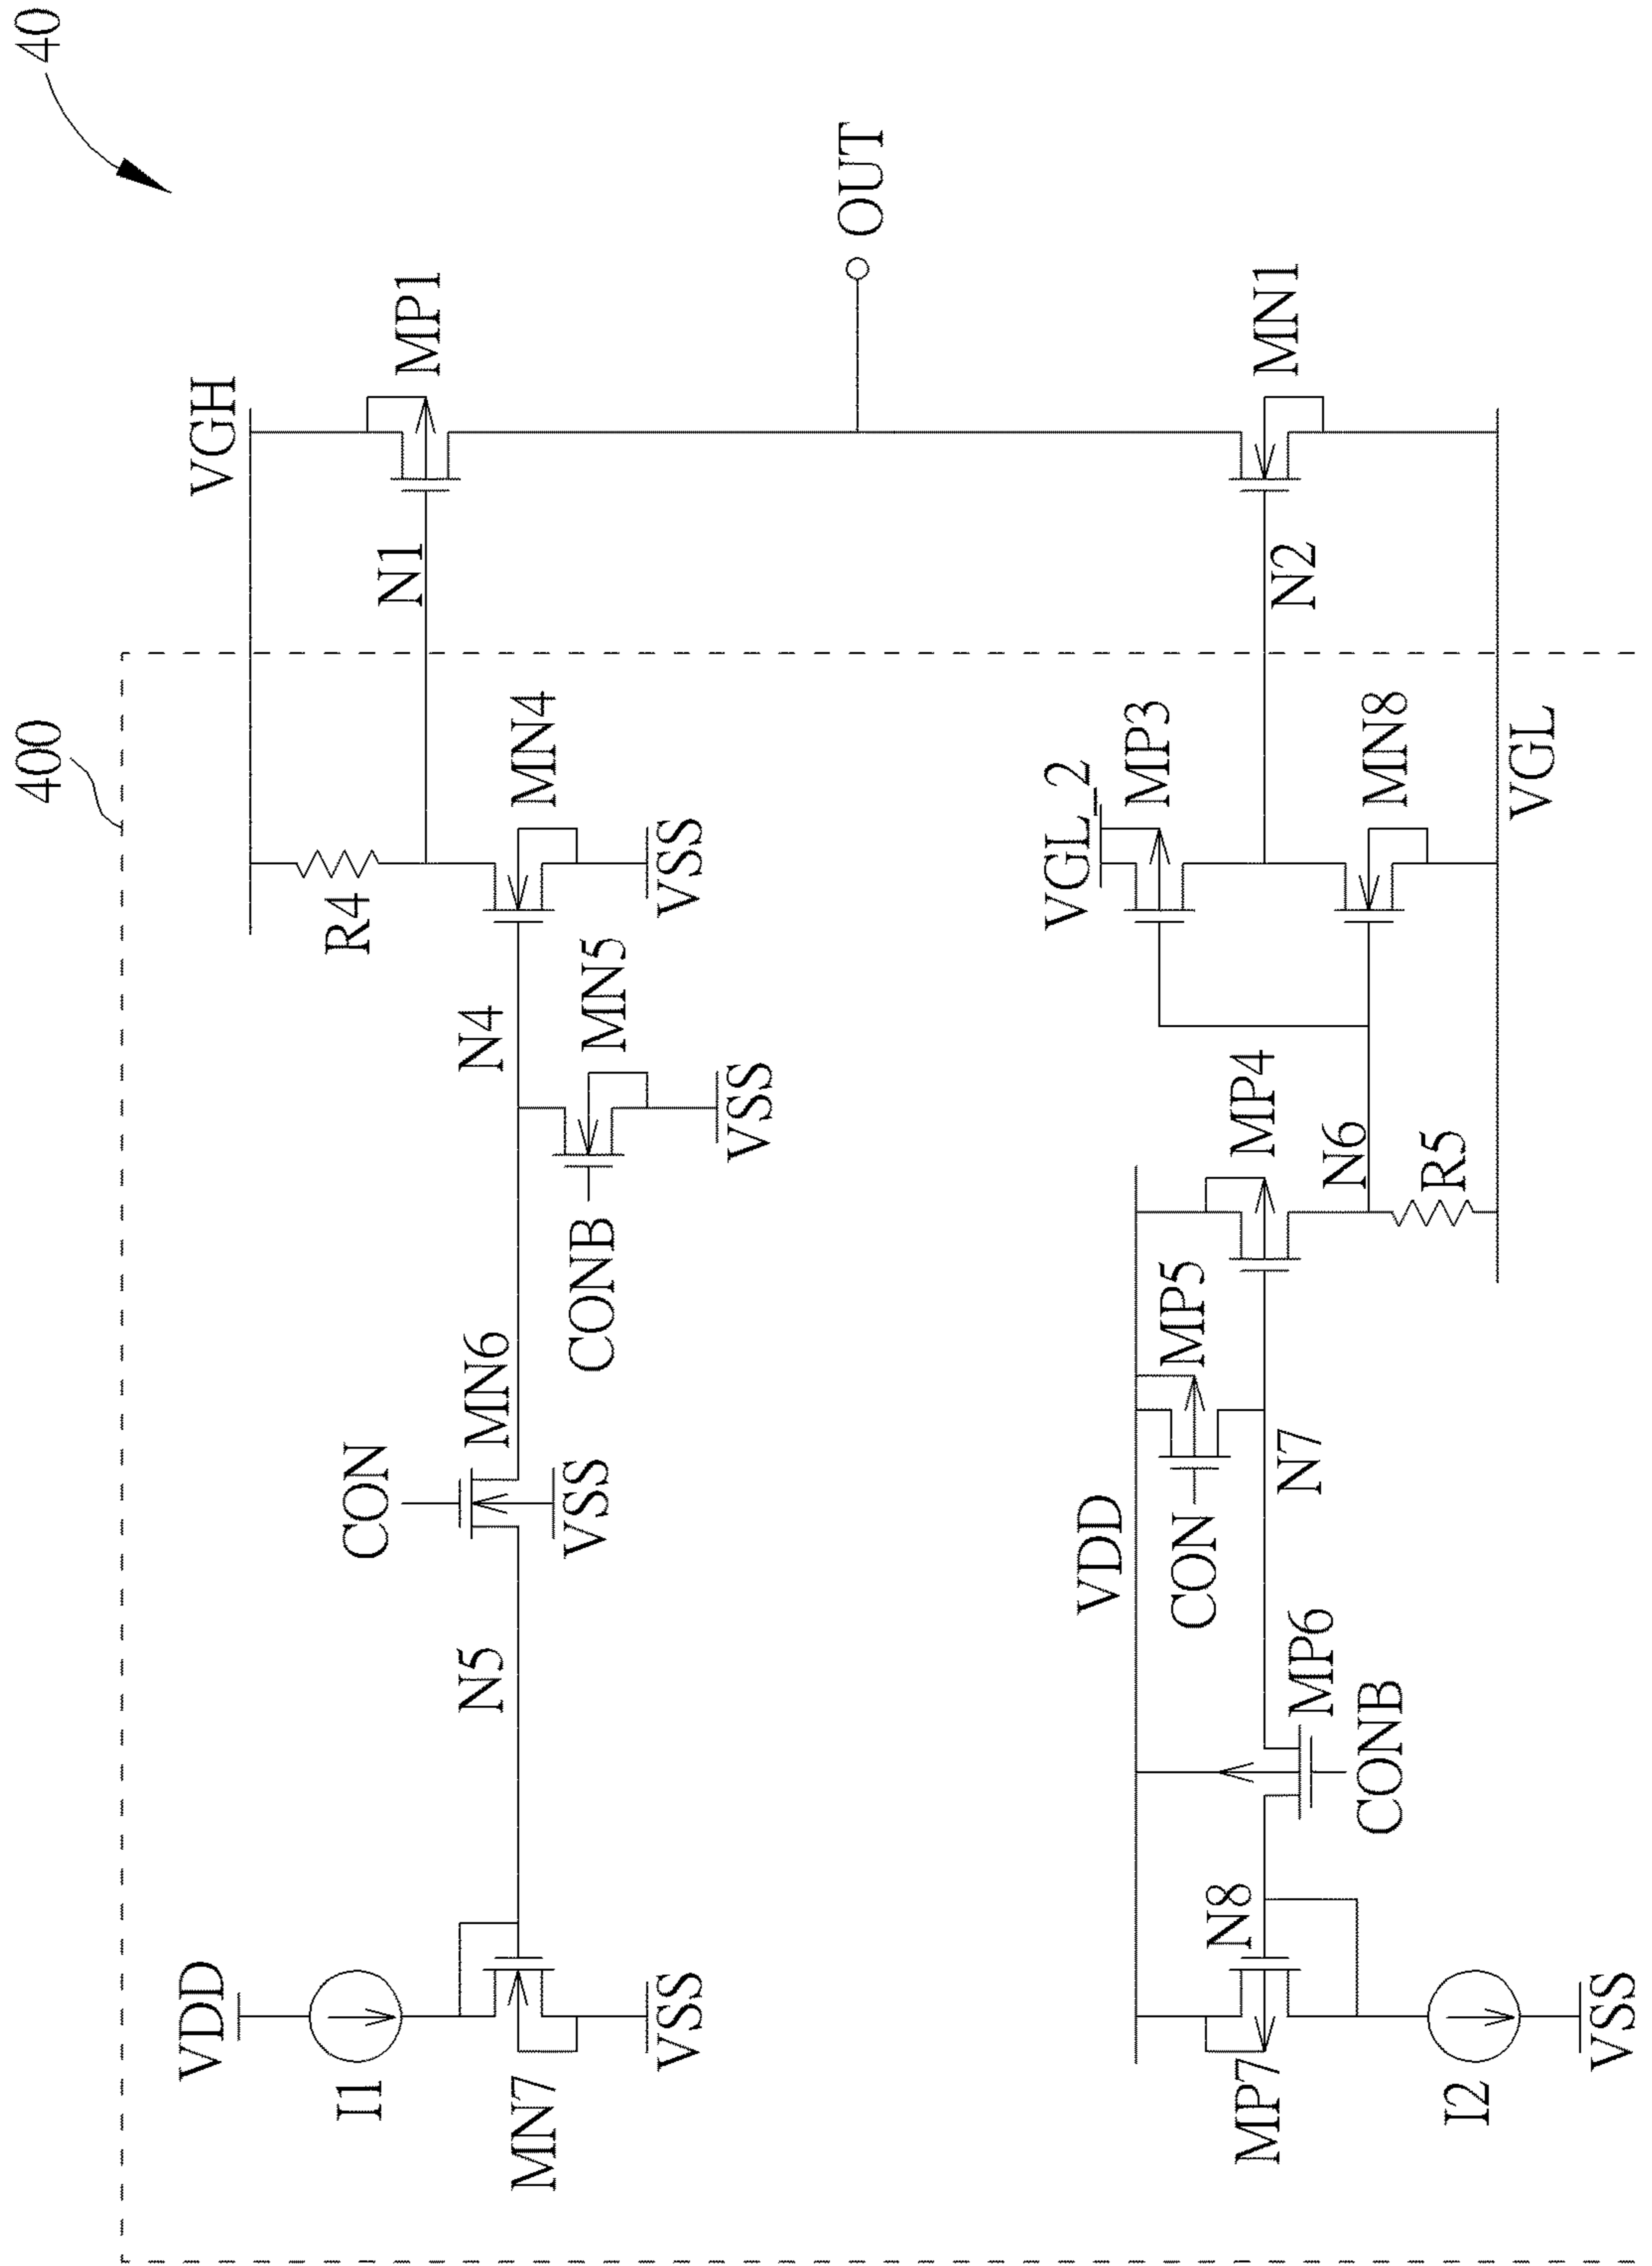 40
400
VGH
MP1
N1
OUT
MN1
N2
R4
MN4
VSS
N4
MN5
VSS
CONB
MN6
CON
VSS
N5
VDD
I1
MN7
VSS
VGL_2
MP3
MN8
VGL
MP4
N6
R5
MP5
CON
N7
VDD
MP6
CONB
N8
MP7
I2
VSS